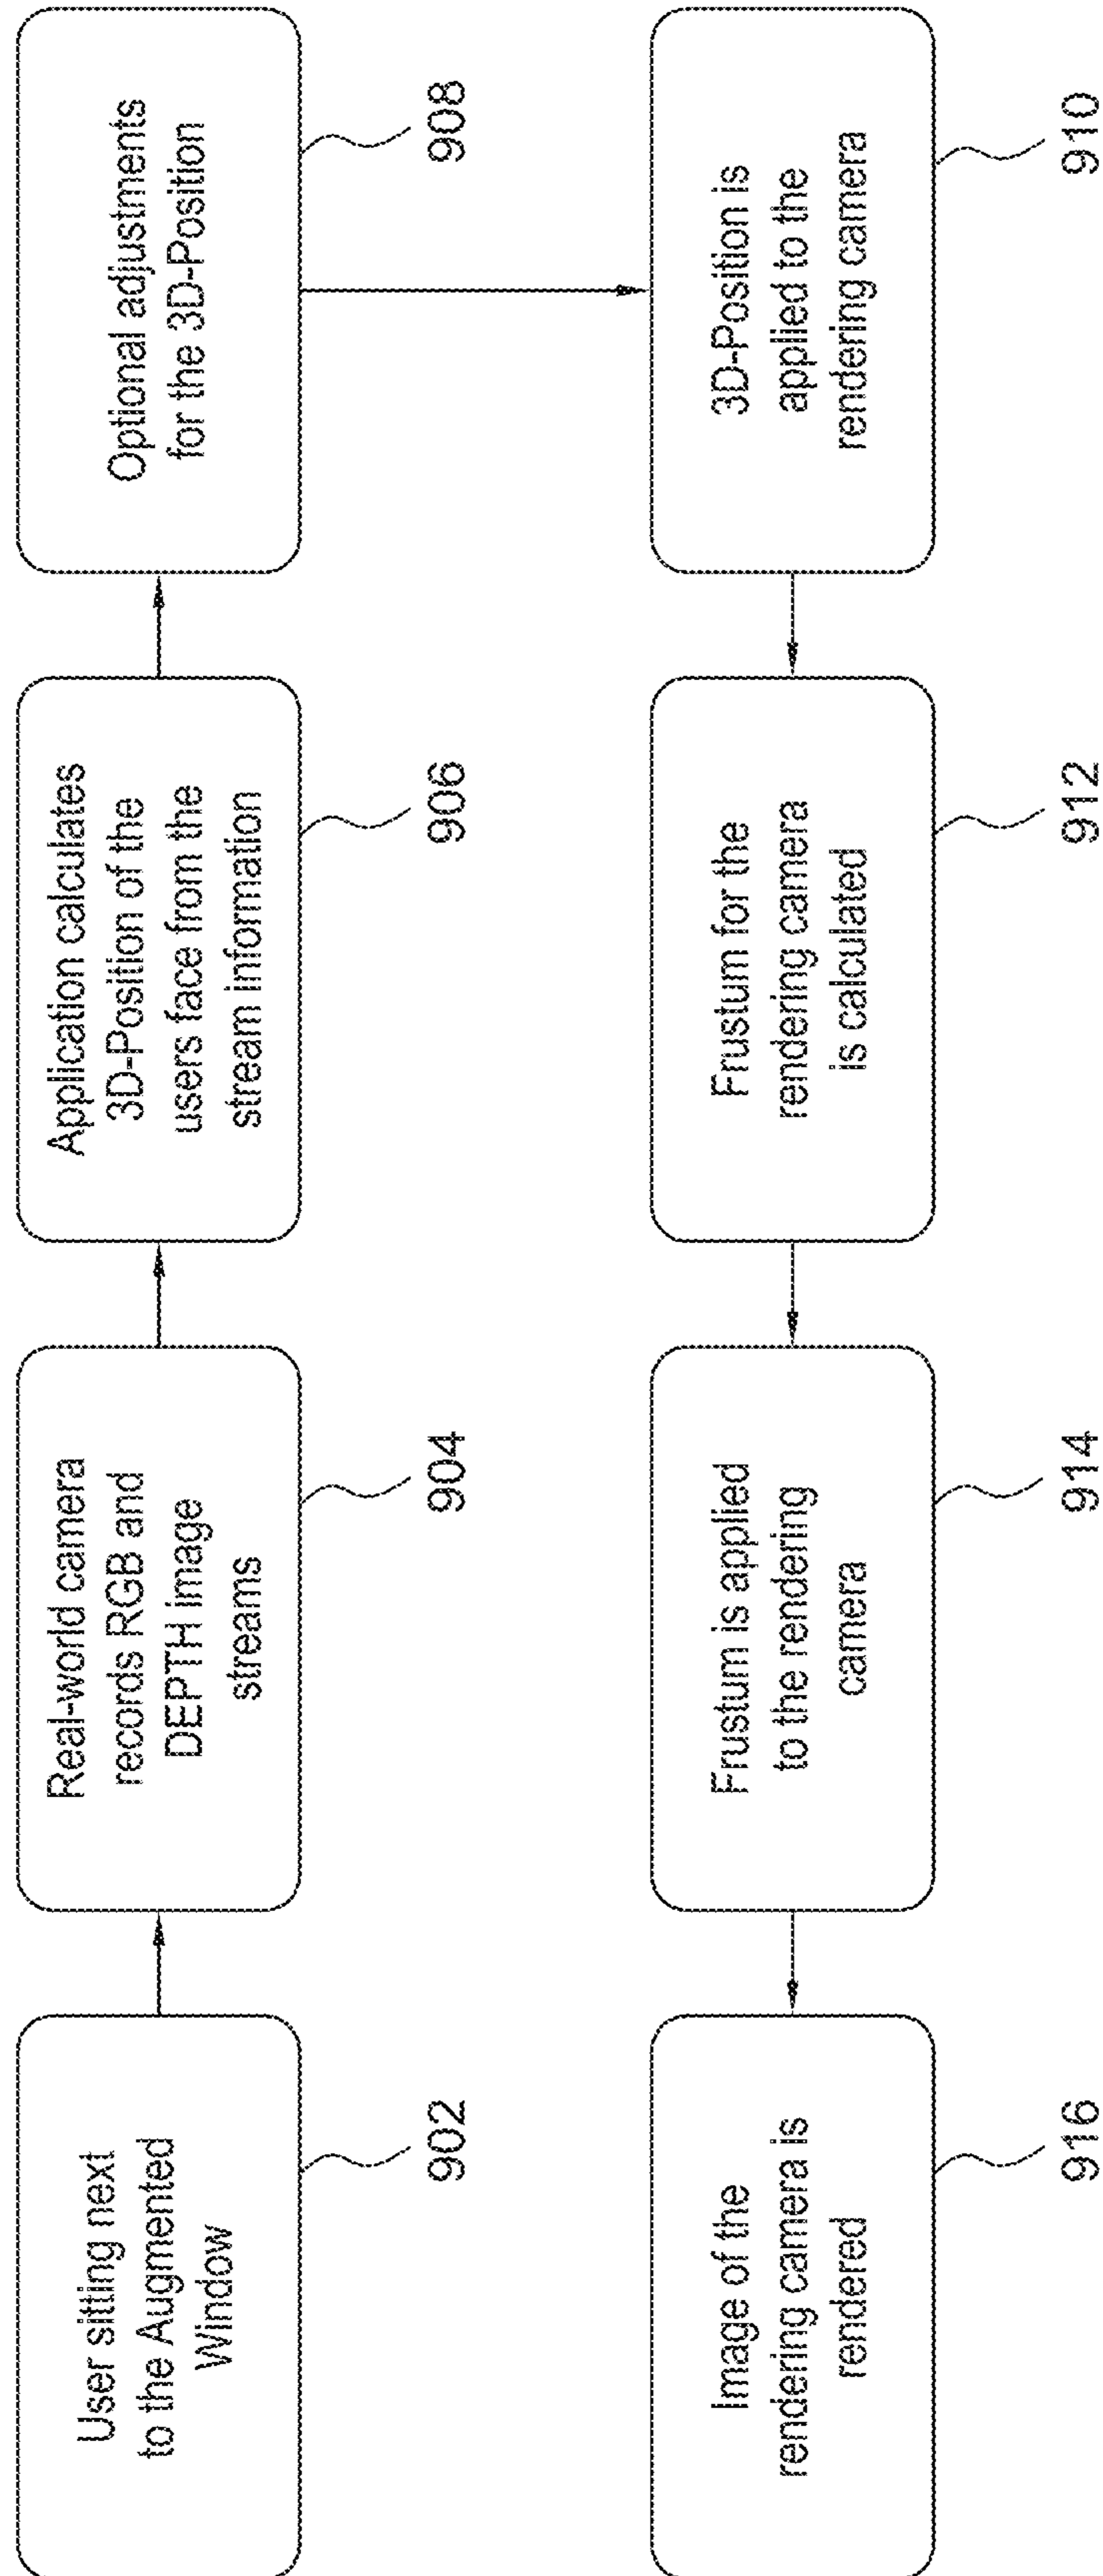 User sitting next
to the Augmented
Window
902
Real-world camera
records RGB and
DEPTH image
streams
904
Application calculates
3D-Position of the
users face from the
stream information
906
Optional adjustments
for the 3D-Position
908
3D-Position is
applied to the
rendering camera
910
Frustum for the
rendering camera
is calculated
912
Frustum is applied
to the rendering
camera
914
Image of the
rendering camera is
rendered
916